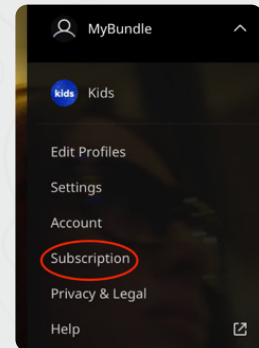 MyBundle
kids Kids
Edit Profiles
Settings
Account
Subscription
Privacy & Legal
Help